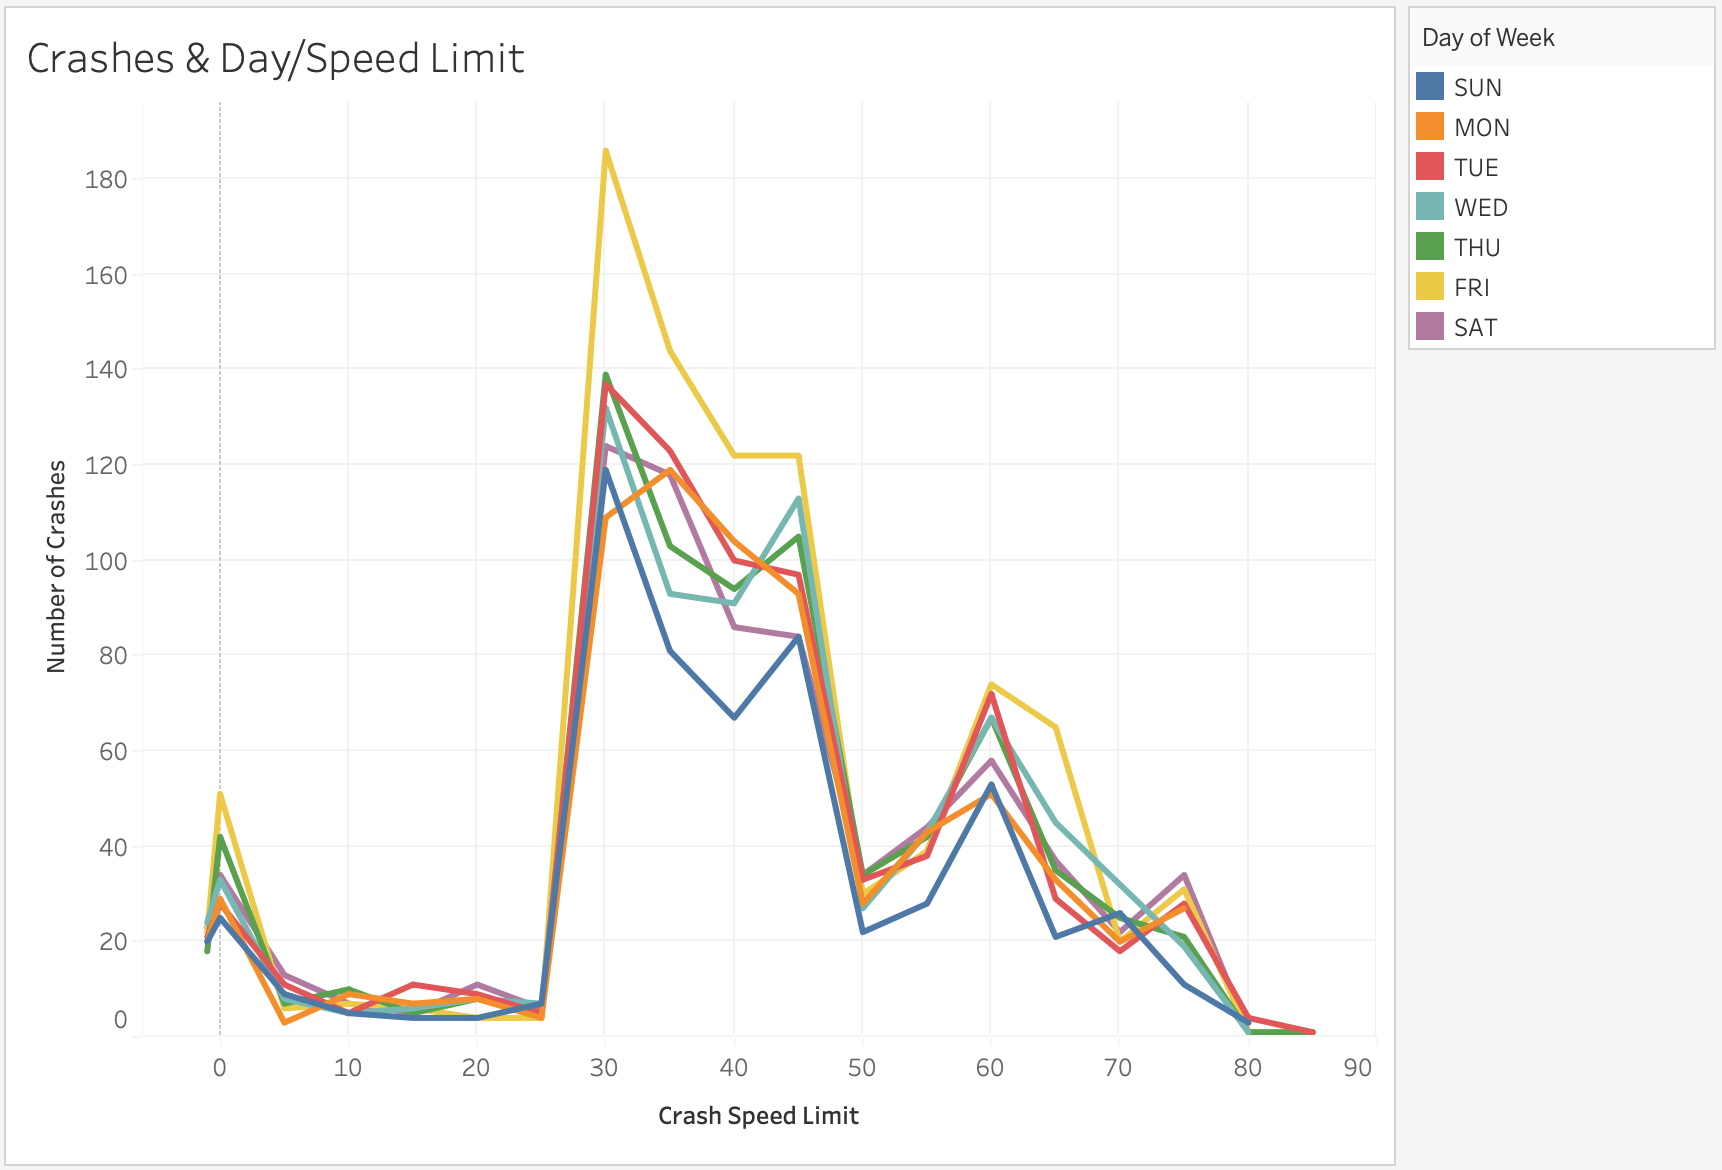 Crashes & Day/Speed Limit
Day of Week
SUN
MON
TUE
WED
THU
FRI
SAT
Number of Crashes
180
160
140
120
100
80
60
40
20
0
0 10 20 30 40 50 60 70 80 90
Crash Speed Limit